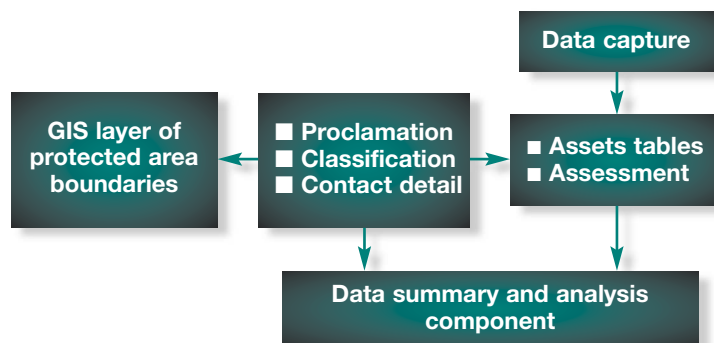 Data capture
GIS layer of
protected area
boundaries
■ Proclamation
■ Classification
■ Contact detail
■ Assets tables
■ Assessment
Data summary and analysis
component